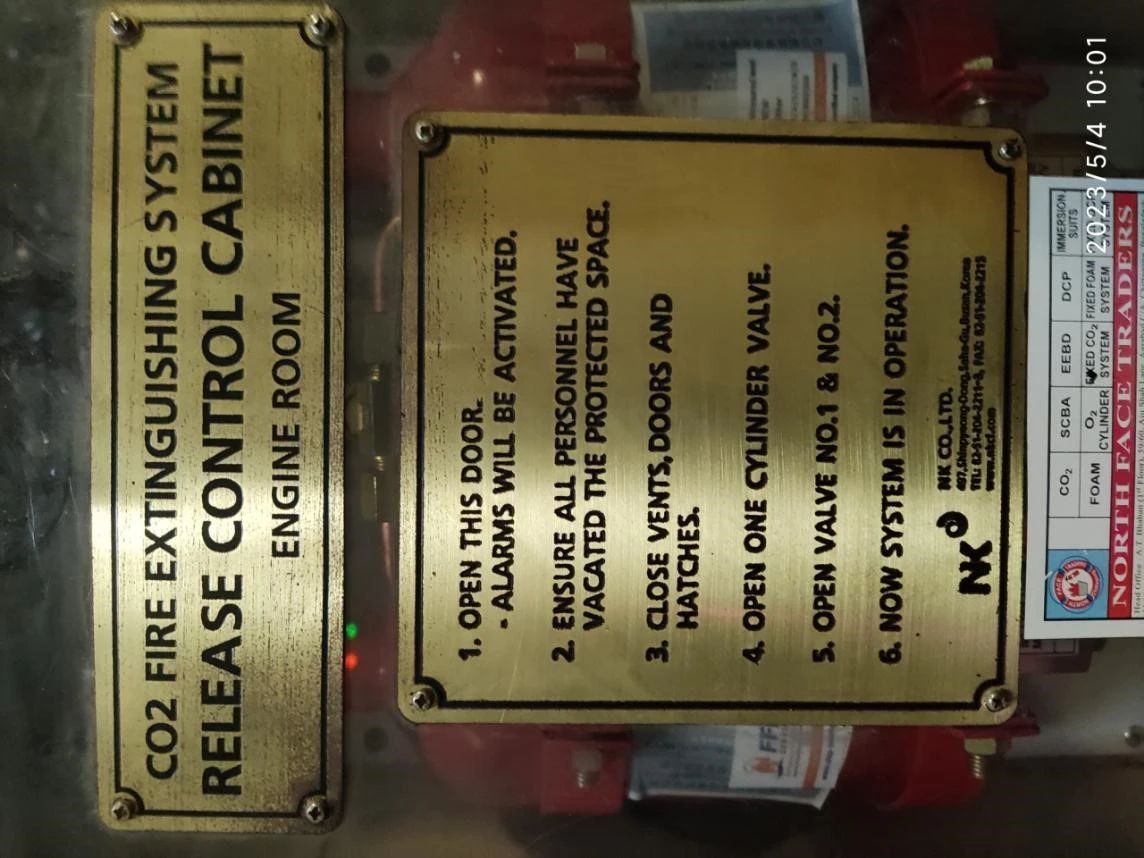 CO2 FIRE EXTINGUISHING SYSTEM
RELEASE CONTROL CABINET
ENGINE ROOM
1. OPEN THIS DOOR.
- ALARMS WILL BE ACTIVATED.
2. ENSURE ALL PERSONNEL HAVE
VACATED THE PROTECTED SPACE.
3. CLOSE VENTS,DOORS AND
HATCHES.
4. OPEN ONE CYLINDER VALVE.
5. OPEN VALVE NO.1 & NO.2.
6. NOW SYSTEM IS IN OPERATION.
NK
NK CO.,LTD.
www.nkcf.com
CO₂ SCBA EEBD DCP IMMERSION SUITS
FOAM O₂ CYLINDER FIXED CO₂ SYSTEM FIXED FOAM SYSTEM
NORTH FACE TRADERS
2023/5/4 10:01